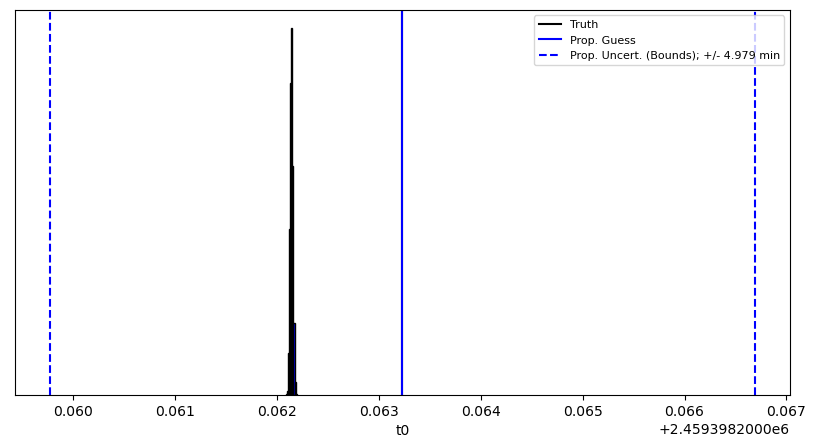 Truth
Prop. Guess
Prop. Uncert. (Bounds); +/- 4.979 min
0.060 0.061 0.062 0.063 0.064 0.065 0.066 0.067
t0
+2.4593982000e6